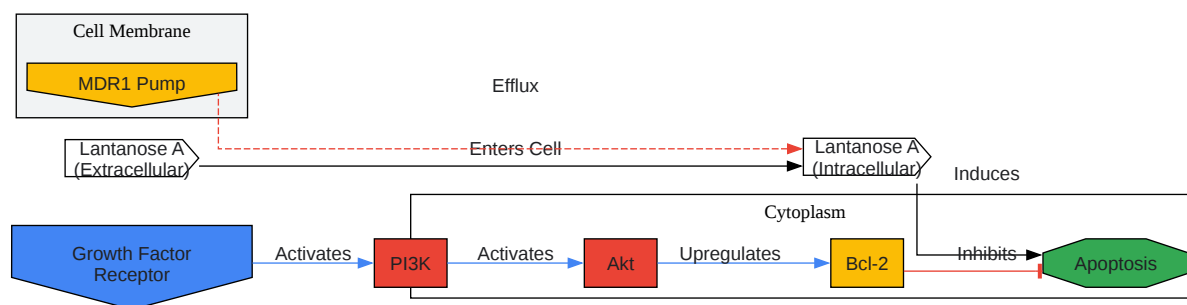 Cell Membrane
MDR1 Pump
Efflux
Lantanose A
(Extracellular)
Enters Cell
Lantanose A
(Intracellular)
Induces
Cytoplasm
Growth Factor
Receptor
Activates
PI3K
Activates
Akt
Upregulates
Bcl-2
Inhibits
Apoptosis